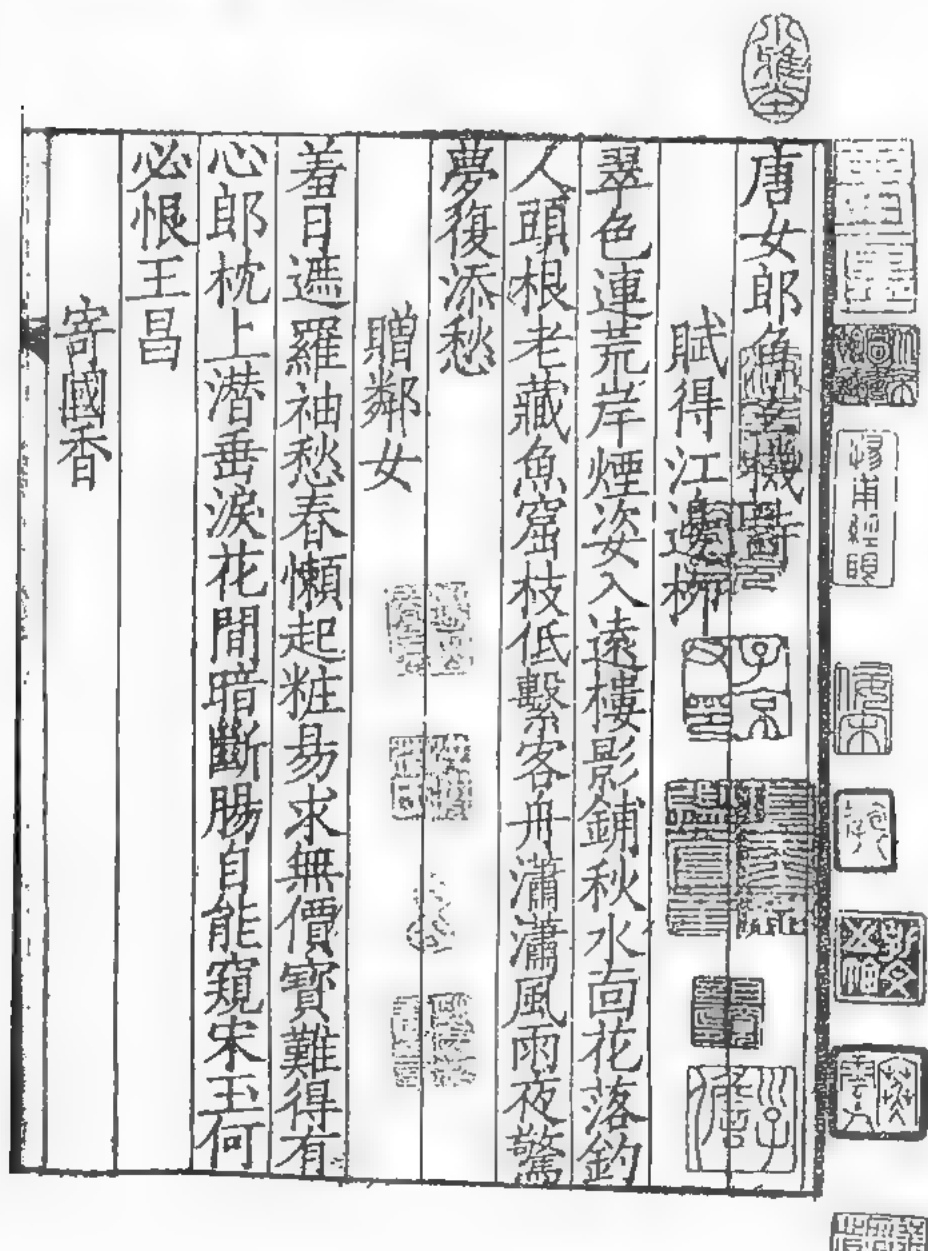 唐女郎魚玄機詩
賦得江邊柳
翠色連荒岸煙姿入遠樓影鋪秋水面花落釣
人頭根老藏魚窟枝低繫客舟瀟瀟風雨夜驚
夢復添愁
贈鄰女
羞日遮羅袖愁春懶起粧易求無價寶難得有
心郎枕上潛垂淚花間暗斷腸自能窺宋玉何
必恨王昌
寄國香